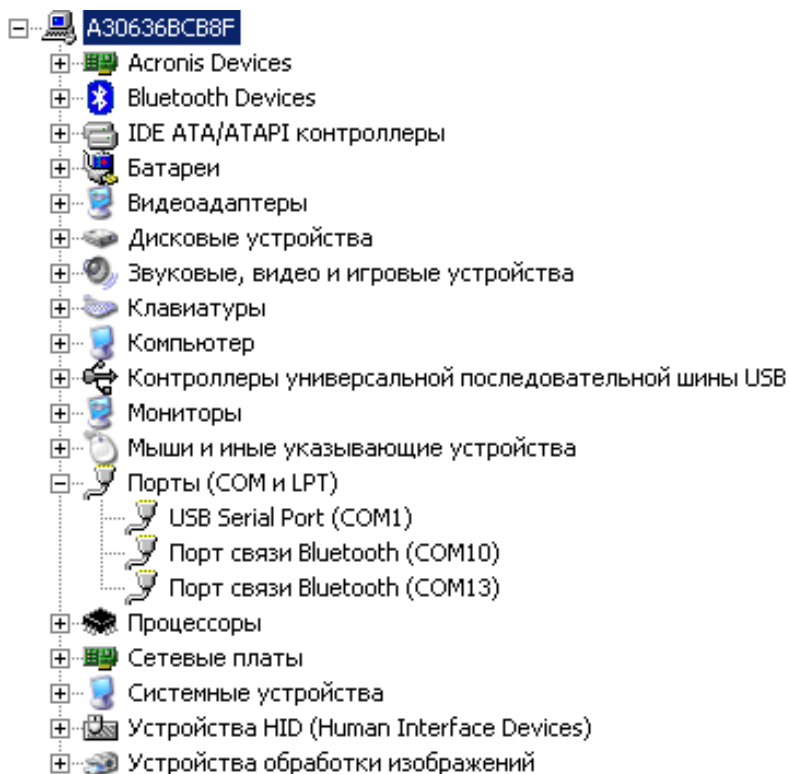 A30636BCB8F
Acronis Devices
Bluetooth Devices
IDE ATA/ATAPI контроллеры
Батареи
Видеоадаптеры
Дисковые устройства
Звуковые, видео и игровые устройства
Клавиатуры
Компьютер
Контроллеры универсальной последовательной шины USB
Мониторы
Мыши и иные указывающие устройства
Порты (COM и LPT)
USB Serial Port (COM1)
Порт связи Bluetooth (COM10)
Порт связи Bluetooth (COM13)
Процессоры
Сетевые платы
Системные устройства
Устройства HID (Human Interface Devices)
Устройства обработки изображений